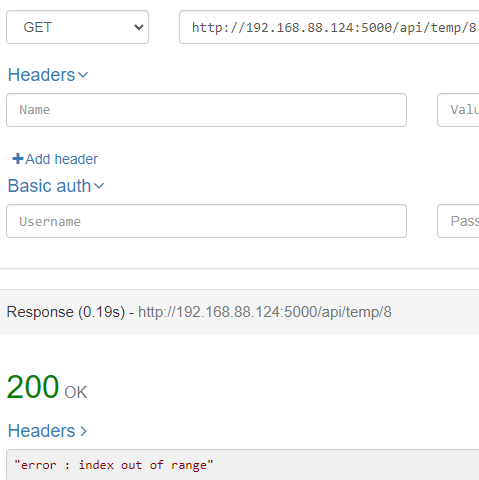 GET http://192.168.88.124:5000/api/temp/8
Headers
Name Valu
Add header
Basic auth
Username Pass
Response (0.19s) - http://192.168.88.124:5000/api/temp/8
200 OK
Headers
"error : index out of range"